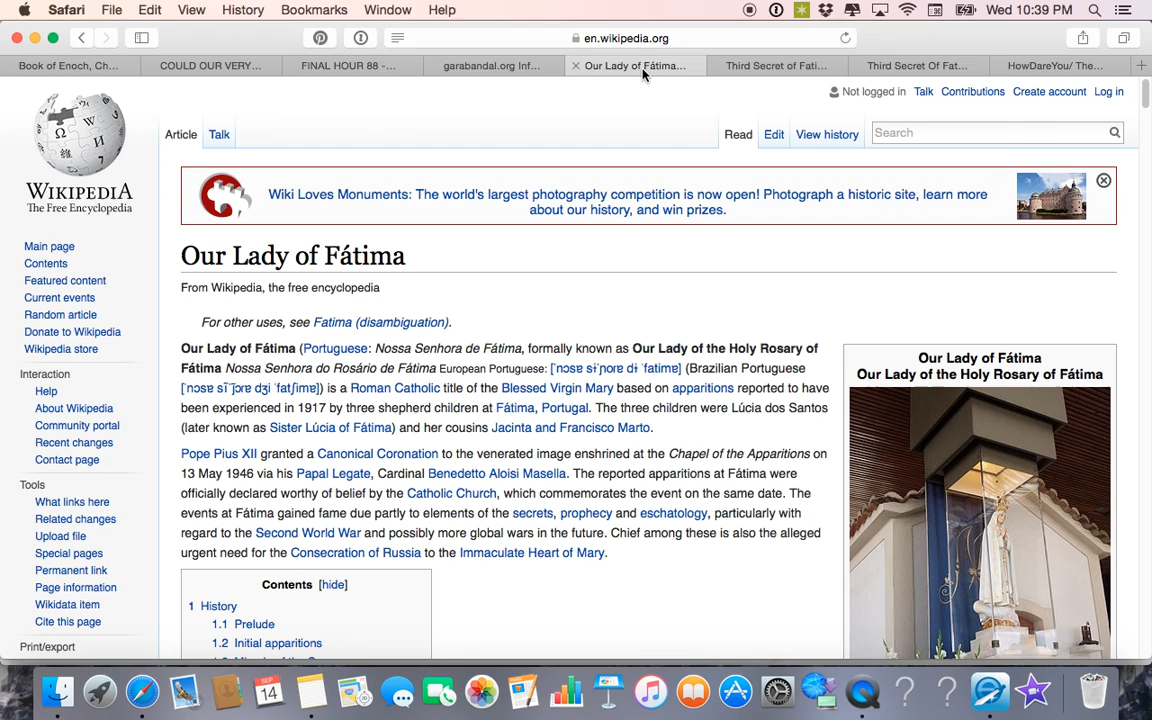 Safari File Edit View History Bookmarks Window Help Wed 10:39 PM
en.wikipedia.org
Book of Enoch, Ch... COULD OUR VERY... FINAL HOUR 88 -... garabandal.org Inf... Our Lady of Fátima... Third Secret of Fati... Third Secret Of Fat... HowDareYou/ The...
Not logged in Talk Contributions Create account Log in
Article Talk Read Edit View history Search
WIKIPEDIA
The Free Encyclopedia
Wiki Loves Monuments: The world's largest photography competition is now open! Photograph a historic site, learn more
about our history, and win prizes.
Main page
Contents
Featured content
Current events
Random article
Donate to Wikipedia
Wikipedia store
Interaction
Help
About Wikipedia
Community portal
Recent changes
Contact page
Tools
What links here
Related changes
Upload file
Special pages
Permanent link
Page information
Wikidata item
Cite this page
Print/export
Our Lady of Fátima
From Wikipedia, the free encyclopedia
For other uses, see Fatima (disambiguation).
Our Lady of Fátima (Portuguese: Nossa Senhora de Fátima, formally known as Our Lady of the Holy Rosary of
Fátima Nossa Senhora do Rosário de Fátima European Portuguese: [ˈnɔsɐ sɨˈɲoɾɐ dɨ ˈfatimɐ] (Brazilian Portuguese
[ˈnɔsɐ sĩˈȷ̃oɾɐ dʒi ˈfatʃimɐ]) is a Roman Catholic title of the Blessed Virgin Mary based on apparitions reported to have
been experienced in 1917 by three shepherd children at Fátima, Portugal. The three children were Lúcia dos Santos
(later known as Sister Lúcia of Fátima) and her cousins Jacinta and Francisco Marto.
Pope Pius XII granted a Canonical Coronation to the venerated image enshrined at the Chapel of the Apparitions on
13 May 1946 via his Papal Legate, Cardinal Benedetto Aloisi Masella. The reported apparitions at Fátima were
officially declared worthy of belief by the Catholic Church, which commemorates the event on the same date. The
events at Fátima gained fame due partly to elements of the secrets, prophecy and eschatology, particularly with
regard to the Second World War and possibly more global wars in the future. Chief among these is also the alleged
urgent need for the Consecration of Russia to the Immaculate Heart of Mary.
Contents [hide]
1 History
1.1 Prelude
1.2 Initial apparitions
Our Lady of Fátima
Our Lady of the Holy Rosary of Fátima
SEP
14